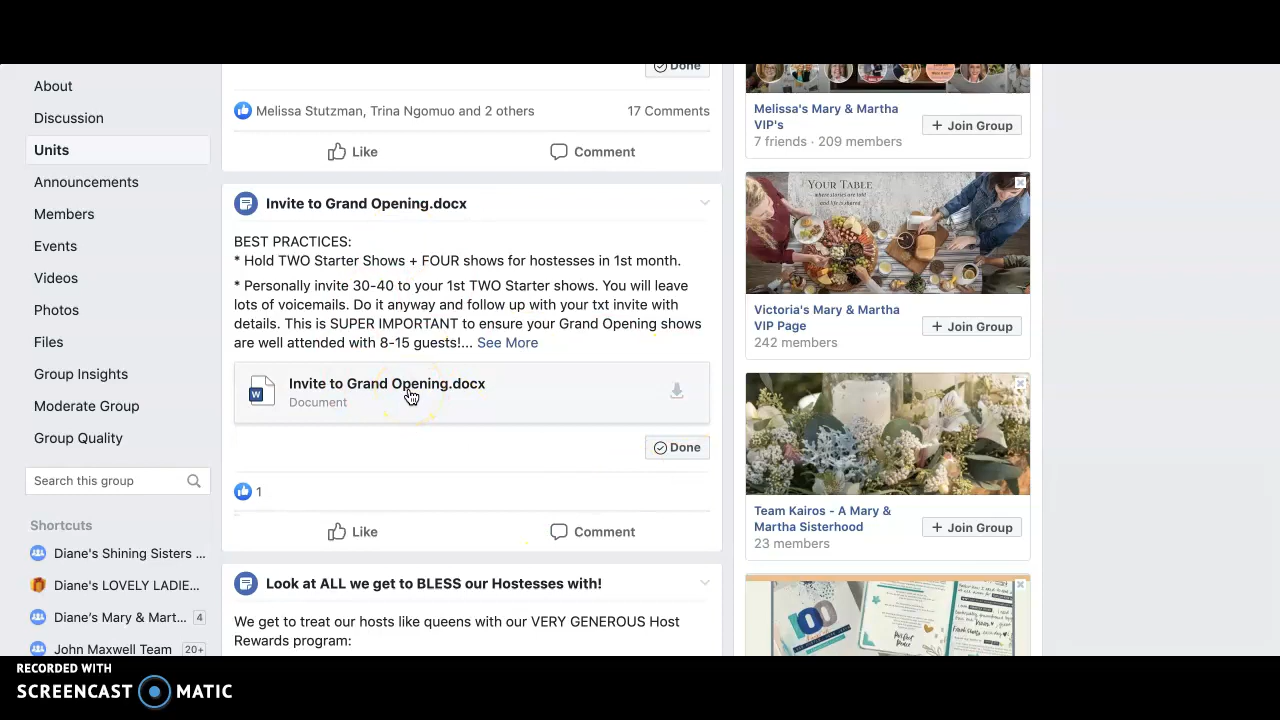 About
Discussion
Units
Announcements
Members
Events
Videos
Photos
Files
Group Insights
Moderate Group
Group Quality
Search this group
Shortcuts
Diane's Shining Sisters ...
Diane's LOVELY LADIE...
Diane's Mary & Mart... 4
John Maxwell Team 20+
Done
Melissa Stutzman, Trina Ngomuo and 2 others 17 Comments
Like Comment
Invite to Grand Opening.docx
BEST PRACTICES:
* Hold TWO Starter Shows + FOUR shows for hostesses in 1st month.
* Personally invite 30-40 to your 1st TWO Starter shows. You will leave
lots of voicemails. Do it anyway and follow up with your txt invite with
details. This is SUPER IMPORTANT to ensure your Grand Opening shows
are well attended with 8-15 guests!... See More
Invite to Grand Opening.docx
Document
Done
1
Like Comment
Look at ALL we get to BLESS our Hostesses with!
We get to treat our hosts like queens with our VERY GENEROUS Host
Rewards program:
Melissa's Mary & Martha
VIP's
+ Join Group
7 friends · 209 members
YOUR TABLE
where stories are told
and life is shared
Victoria's Mary & Martha
VIP Page
+ Join Group
242 members
Team Kairos - A Mary &
Martha Sisterhood
+ Join Group
23 members
100
RECORDED WITH
SCREENCAST MATIC